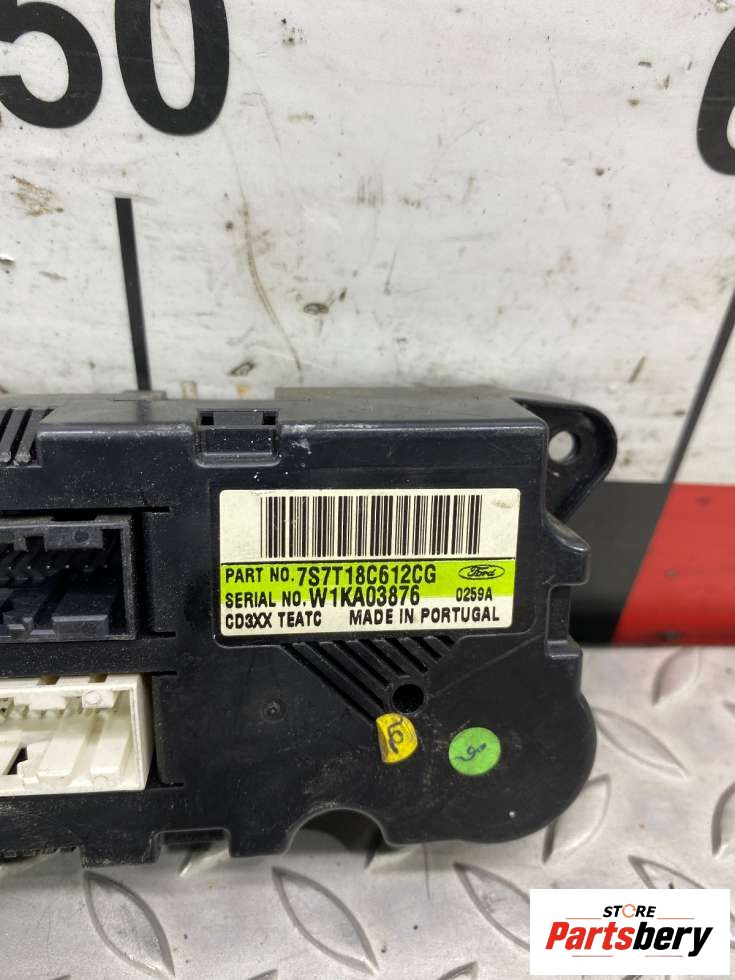 50
PART NO. 7S7T18C612CG Ford
SERIAL NO. W1KA03876 0259A
CD3XX TEATC MADE IN PORTUGAL
STORE
Partsbery